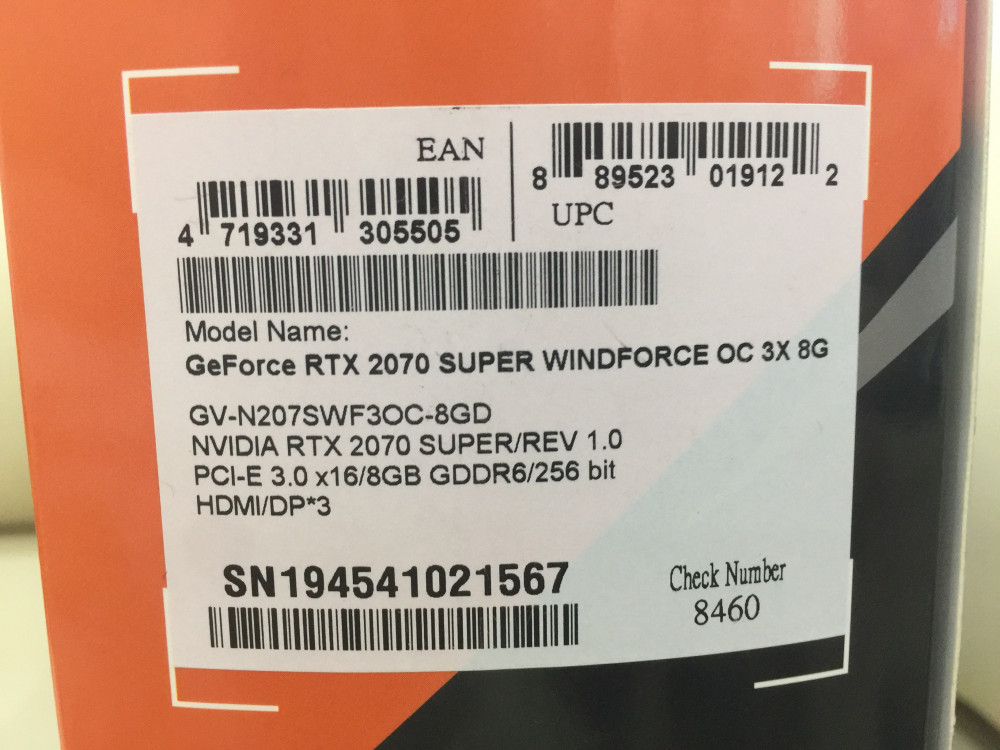 EAN
4 719331 305505
8 89523 01912 2
UPC
Model Name:
GeForce RTX 2070 SUPER WINDFORCE OC 3X 8G
GV-N207SWF3OC-8GD
NVIDIA RTX 2070 SUPER/REV 1.0
PCI-E 3.0 x16/8GB GDDR6/256 bit
HDMI/DP*3
SN194541021567
Check Number
8460